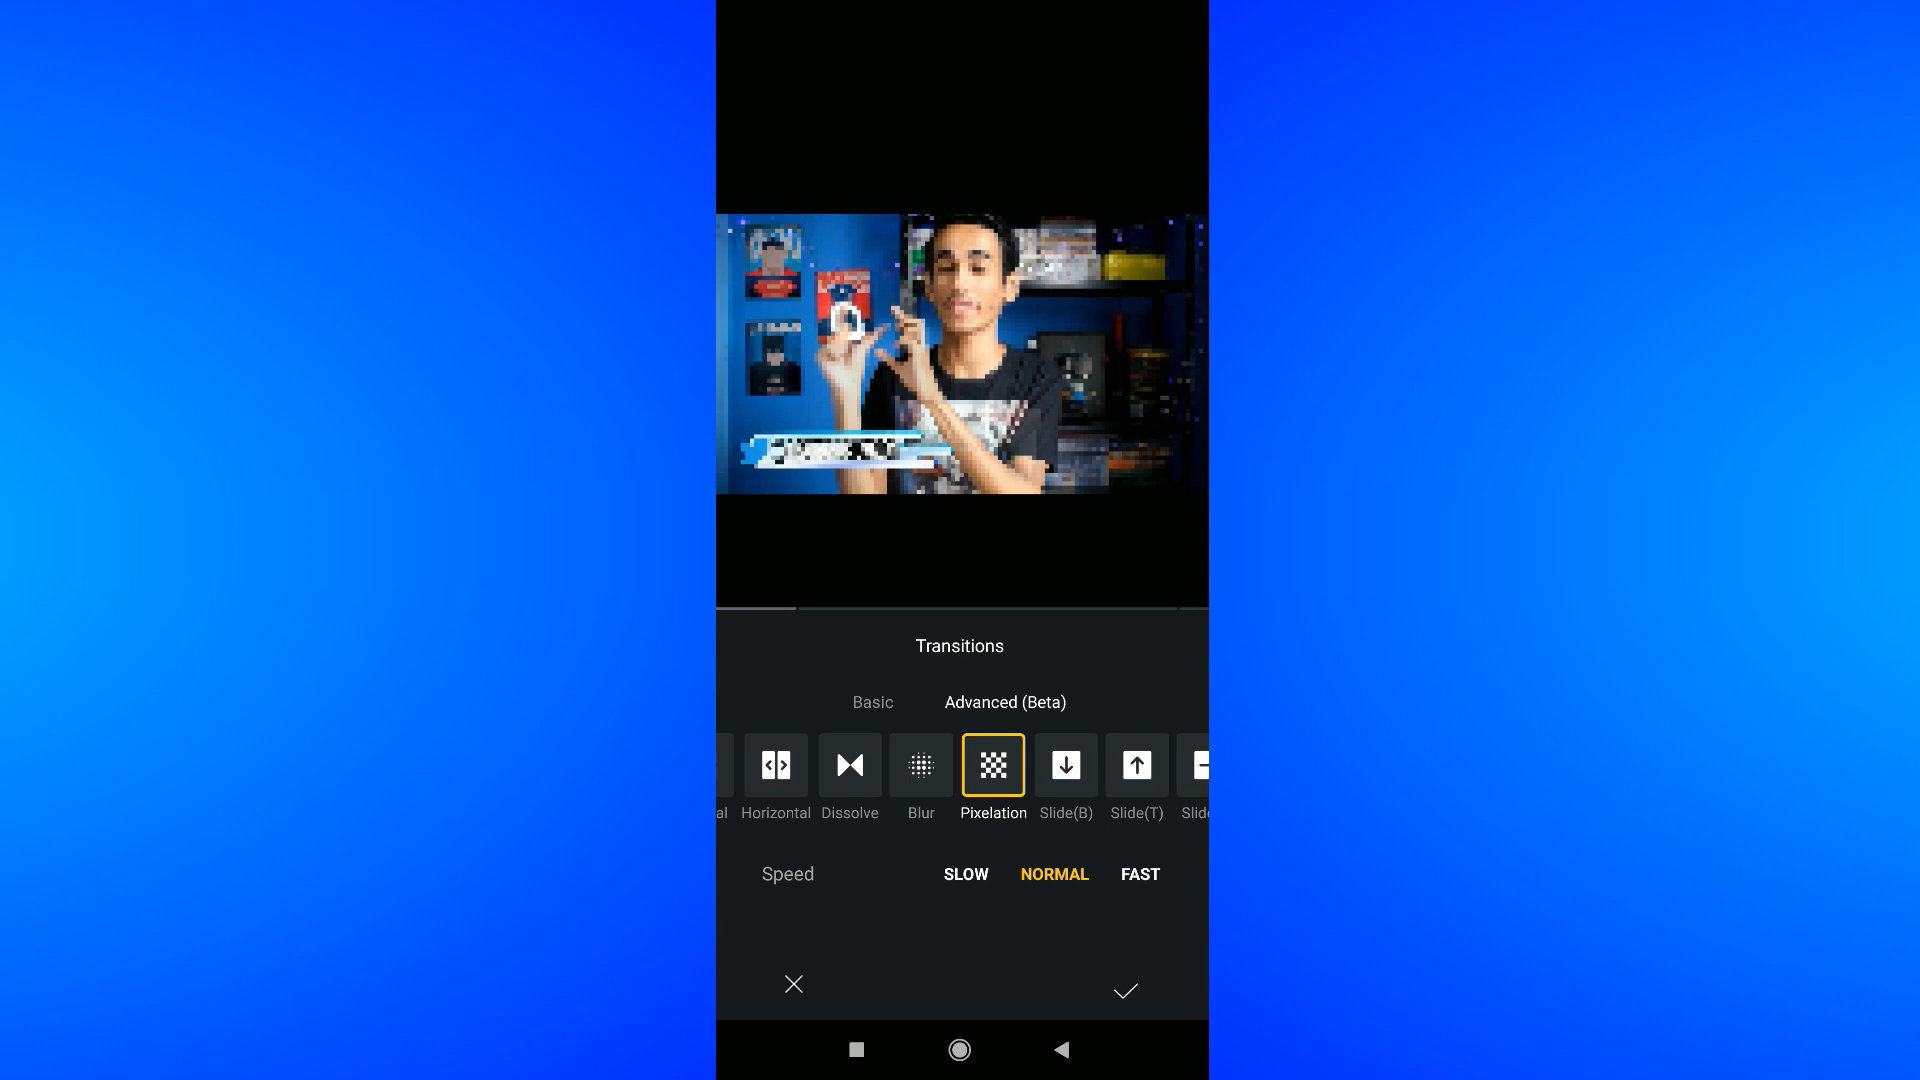 Transitions
Basic Advanced (Beta)
Horizontal Dissolve Blur Pixelation Slide(B) Slide(T)
Speed SLOW NORMAL FAST